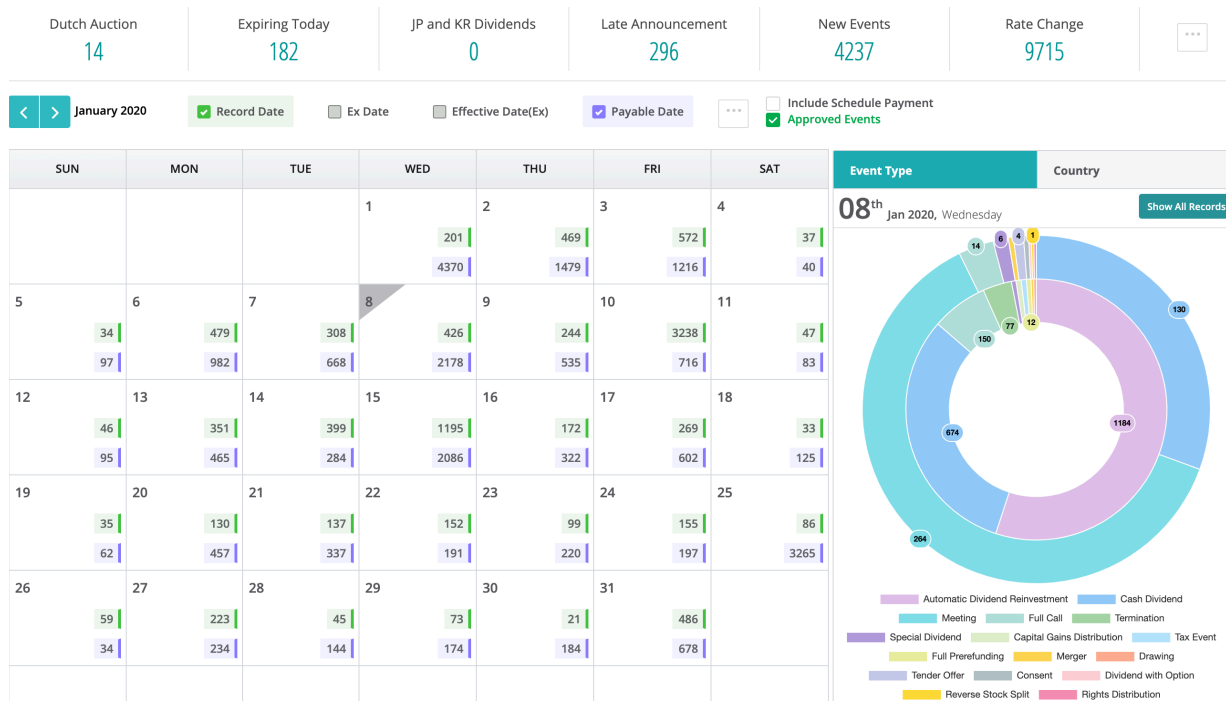 Dutch Auction Expiring Today JP and KR Dividends Late Announcement New Events Rate Change
14 182 0 296 4237 9715
January 2020 Record Date Ex Date Effective Date(Ex) Payable Date Include Schedule Payment
Approved Events
SUN MON TUE WED THU FRI SAT
1 2 3 4
201 469 572 37
4370 1479 1216 40
5 6 7 8 9 10 11
34 479 308 426 244 3238 47
97 982 668 2178 535 716 83
12 13 14 15 16 17 18
46 351 399 1195 172 269 33
95 465 284 2086 322 602 125
19 20 21 22 23 24 25
35 130 137 152 99 155 86
62 457 337 191 220 197 3265
26 27 28 29 30 31
59 223 45 73 21 486
34 234 144 174 184 678
Event Type Country
08th Jan 2020, Wednesday Show All Records
14 6 4 1
130
12
77
150
1184
674
264
Automatic Dividend Reinvestment Cash Dividend
Meeting Full Call Termination
Special Dividend Capital Gains Distribution Tax Event
Full Prerefunding Merger Drawing
Tender Offer Consent Dividend with Option
Reverse Stock Split Rights Distribution